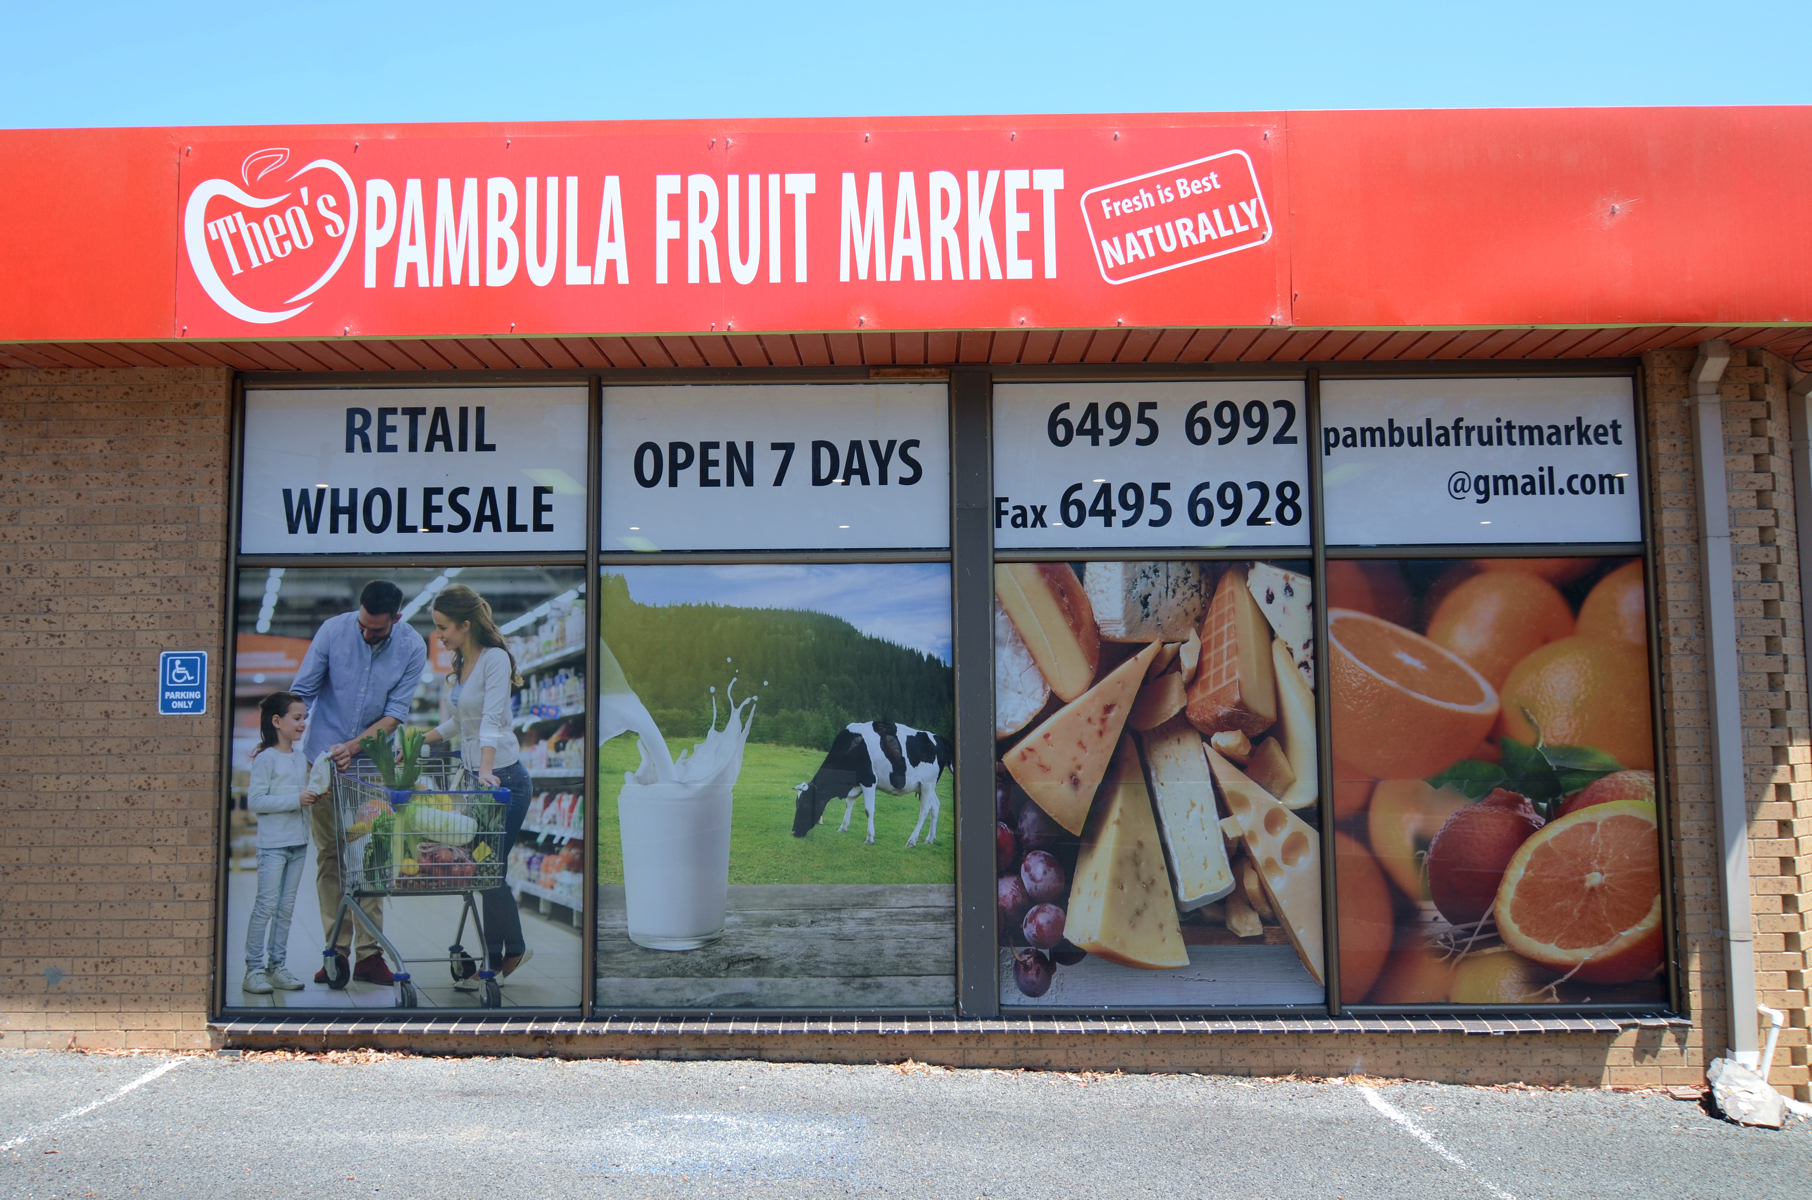 Theo's
PAMBULA FRUIT MARKET
Fresh is Best
NATURALLY
RETAIL
WHOLESALE
OPEN 7 DAYS
6495 6992
Fax 6495 6928
pambulafruitmarket
@gmail.com
PARKING
ONLY